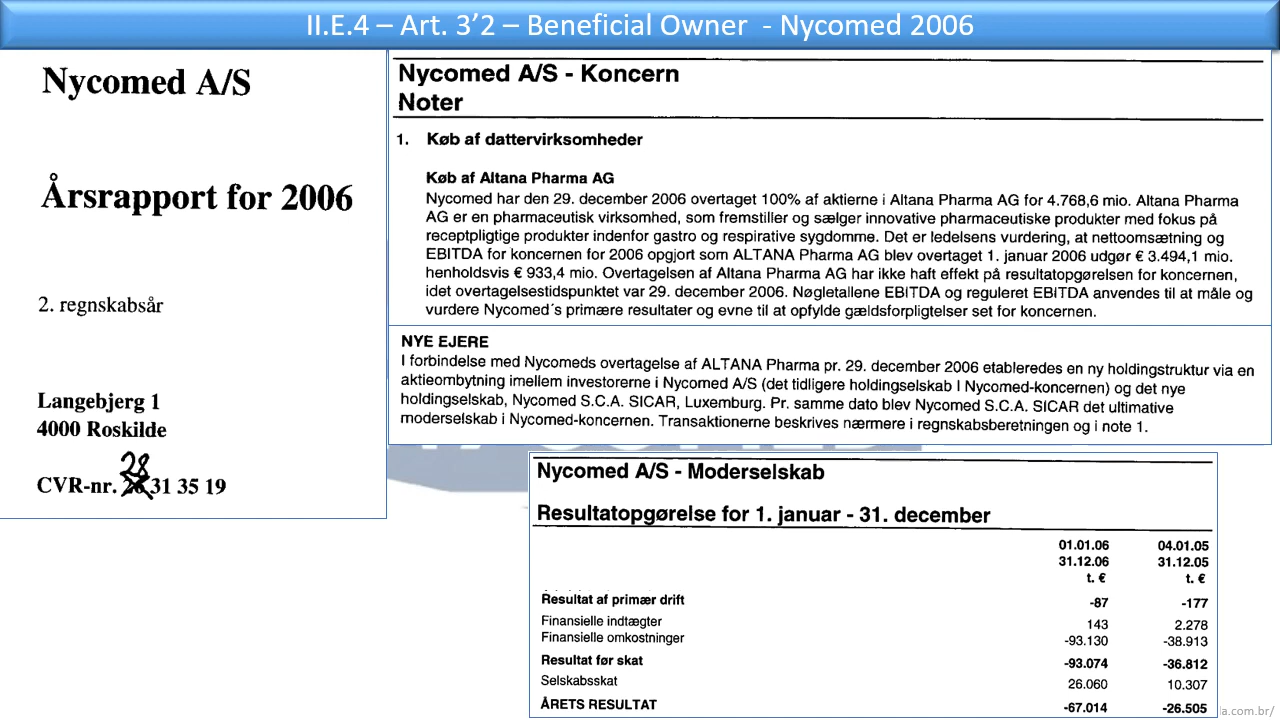 II.E.4 – Art. 3’2 – Beneficial Owner - Nycomed 2006
Nycomed A/S
Årsrapport for 2006
2. regnskabsår
Langebjerg 1
4000 Roskilde
28
CVR-nr. 31 35 19
Nycomed A/S - Koncern
Noter
1. Køb af dattervirksomheder
Køb af Altana Pharma AG
Nycomed har den 29. december 2006 overtaget 100% af aktierne i Altana Pharma AG for 4.768,6 mio. Altana Pharma
AG er en pharmaceutisk virksomhed, som fremstiller og sælger innovative pharmaceutiske produkter med fokus på
receptpligtige produkter indenfor gastro og respirative sygdomme. Det er ledelsens vurdering, at nettoomsætning og
EBITDA for koncernen for 2006 opgjort som ALTANA Pharma AG blev overtaget 1. januar 2006 udgør € 3.494,1 mio.
henholdsvis € 933,4 mio. Overtagelsen af Altana Pharma AG har ikke haft effekt på resultatopgørelsen for koncernen,
idet overtagelsestidspunktet var 29. december 2006. Nøgletallene EBITDA og reguleret EBITDA anvendes til at måle og
vurdere Nycomed´s primære resultater og evne til at opfylde gældsforpligtelser set for koncernen.
NYE EJERE
I forbindelse med Nycomeds overtagelse af ALTANA Pharma pr. 29. december 2006 etableredes en ny holdingstruktur via en
aktieombytning imellem investorerne i Nycomed A/S (det tidligere holdingselskab I Nycomed-koncernen) og det nye
holdingselskab, Nycomed S.C.A. SICAR, Luxemburg. Pr. samme dato blev Nycomed S.C.A. SICAR det ultimative
moderselskab i Nycomed-koncernen. Transaktionerne beskrives nærmere i regnskabsberetningen og i note 1.
Nycomed A/S - Moderselskab
Resultatopgørelse for 1. januar - 31. december
01.01.06 04.01.05
31.12.06 31.12.05
t. € t. €
Resultat af primær drift -87 -177
Finansielle indtægter 143 2.278
Finansielle omkostninger -93.130 -38.913
Resultat før skat -93.074 -36.812
Selskabsskat 26.060 10.307
ÅRETS RESULTAT -67.014 -26.505
la.com.br/